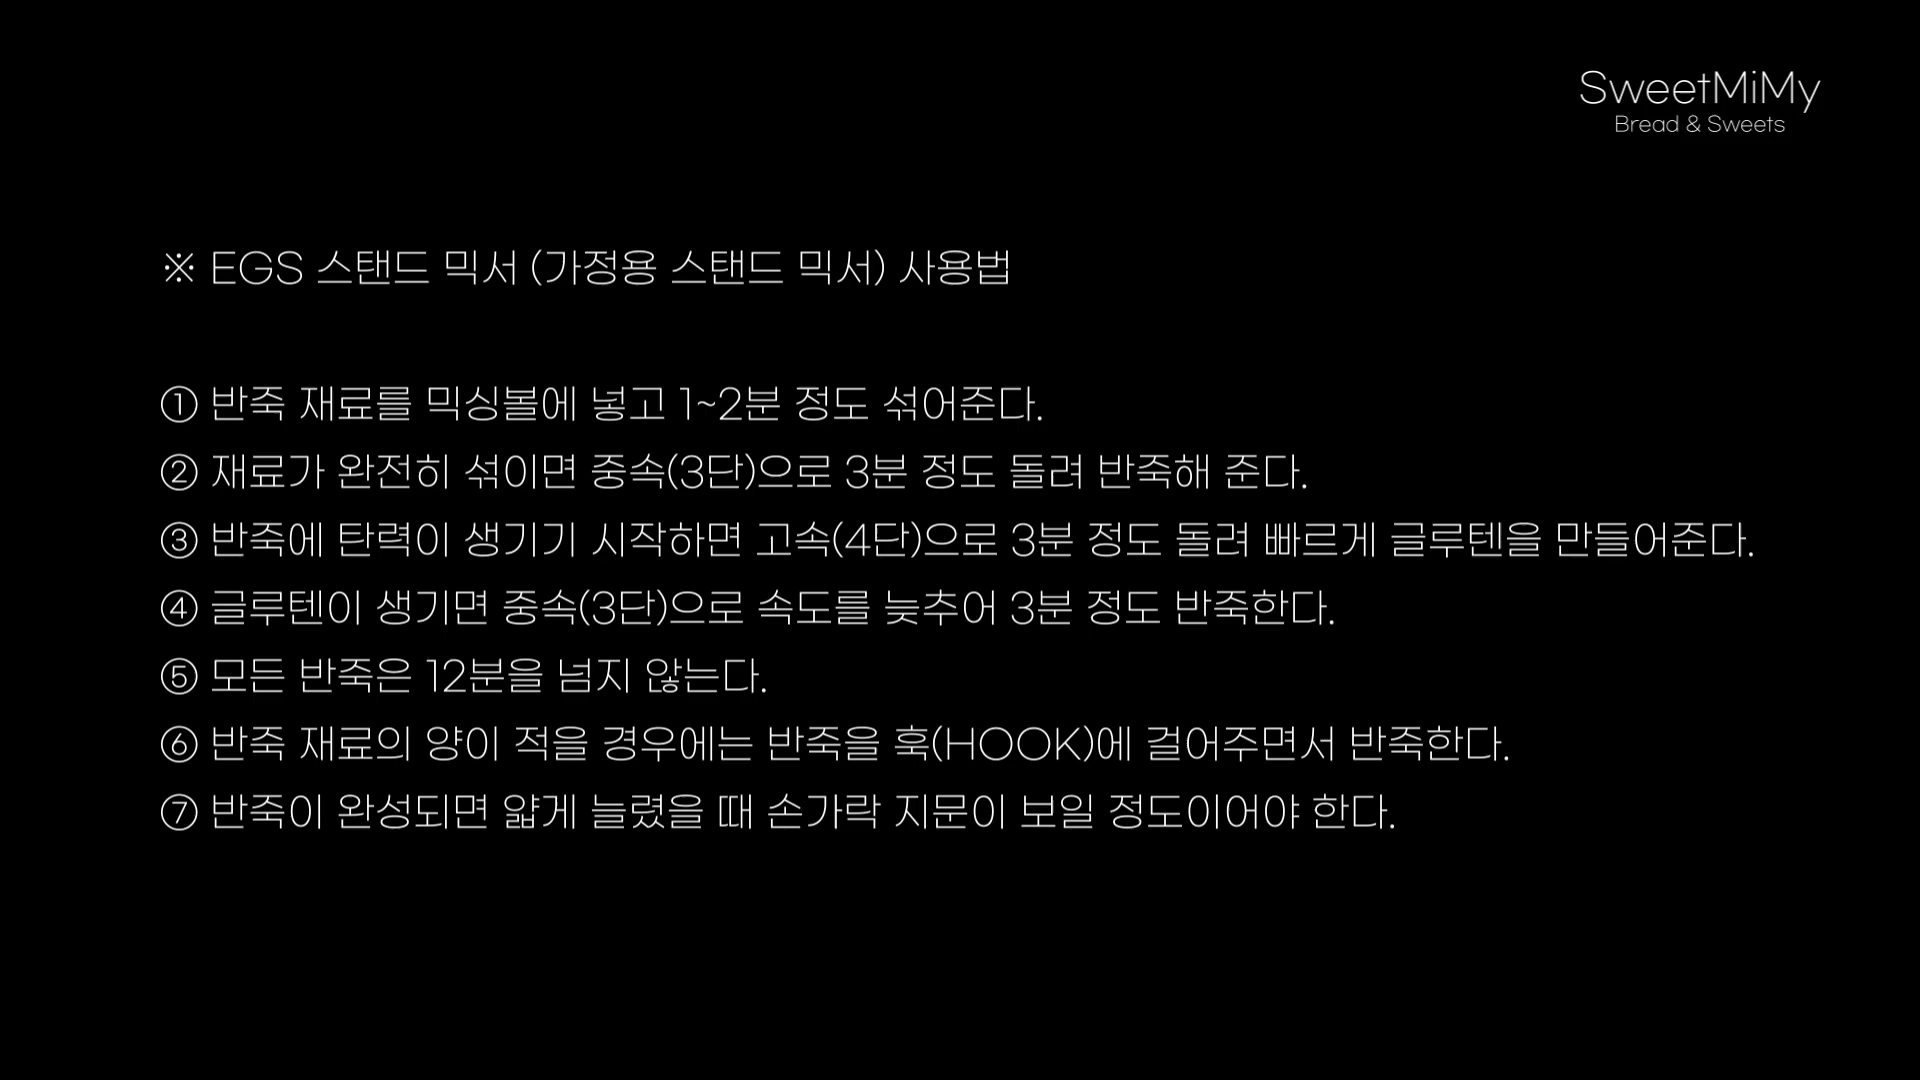 SweetMiMy
Bread & Sweets
※ EGS 스탠드 믹서 (가정용 스탠드 믹서) 사용법
① 반죽 재료를 믹싱볼에 넣고 1~2분 정도 섞어준다.
② 재료가 완전히 섞이면 중속(3단)으로 3분 정도 돌려 반죽해 준다.
③ 반죽에 탄력이 생기기 시작하면 고속(4단)으로 3분 정도 돌려 빠르게 글루텐을 만들어준다.
④ 글루텐이 생기면 중속(3단)으로 속도를 늦추어 3분 정도 반죽한다.
⑤ 모든 반죽은 12분을 넘지 않는다.
⑥ 반죽 재료의 양이 적을 경우에는 반죽을 훅(HOOK)에 걸어주면서 반죽한다.
⑦ 반죽이 완성되면 얇게 늘렸을 때 손가락 지문이 보일 정도이어야 한다.